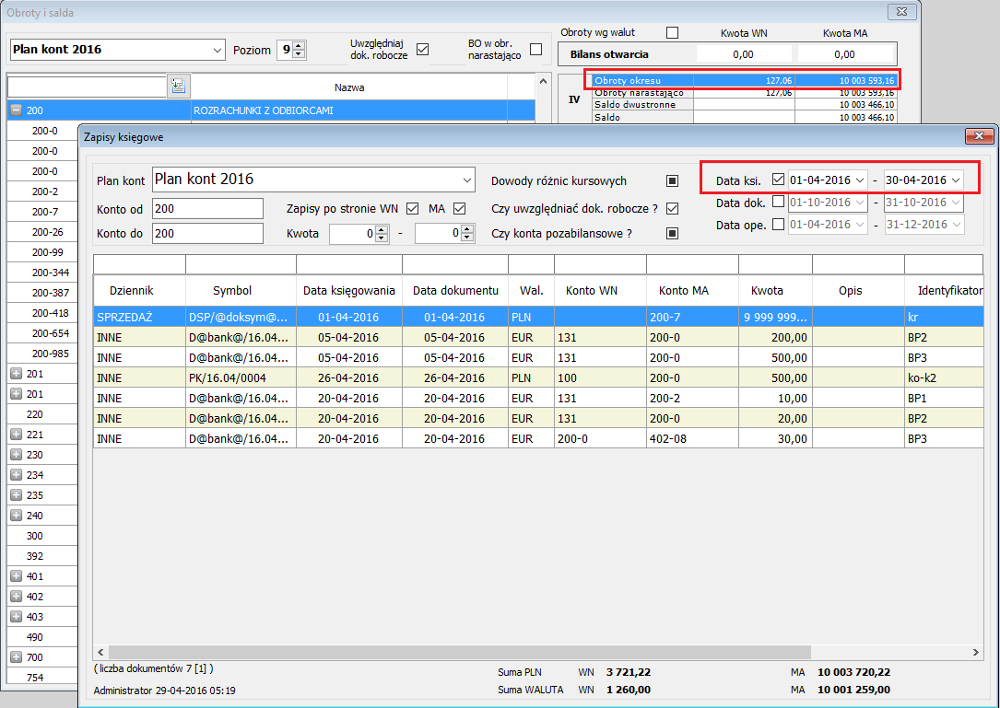 Obroty i salda
Plan kont 2016
Poziom 9
Uwzględniaj
dok. robocze
BO w obr.
narastająco
Obroty wg walut
Kwota WN
Kwota MA
Bilans otwarcia 0,00 0,00
Nazwa
IV
Obroty okresu 127,06 10 003 593,16
Obroty narastająco 127,06 10 003 593,16
Saldo dwustronne 10 003 466,10
Saldo 10 003 466,10
200 ROZRACHUNKI Z ODBIORCAMI
200-0
200-0
200-0
200-2
200-7
200-26
200-99
200-344
200-387
200-418
200-654
200-985
201
201
220
221
230
234
235
240
300
392
401
402
403
490
700
754
Zapisy księgowe
Plan kont Plan kont 2016
Konto od 200
Konto do 200
Zapisy po stronie WN MA
Kwota 0 - 0
Dowody różnic kursowych
Czy uwzględniać dok. robocze ?
Czy konta pozabilansowe ?
Data ksi. 01-04-2016 - 30-04-2016
Data dok. 01-10-2016 - 31-10-2016
Data ope. 01-04-2016 - 31-12-2016
Dziennik Symbol Data księgowania Data dokumentu Wal. Konto WN Konto MA Kwota Opis Identyfikator
SPRZEDAŻ DSP/@doksym@... 01-04-2016 01-04-2016 PLN 200-7 9 999 999... kr
INNE D@bank@/16.04... 05-04-2016 05-04-2016 EUR 131 200-0 200,00 BP2
INNE D@bank@/16.04... 05-04-2016 05-04-2016 EUR 131 200-0 500,00 BP3
INNE PK/16.04/0004 26-04-2016 26-04-2016 PLN 100 200-0 500,00 ko-k2
INNE D@bank@/16.04... 20-04-2016 20-04-2016 EUR 131 200-2 10,00 BP1
INNE D@bank@/16.04... 20-04-2016 20-04-2016 EUR 131 200-0 20,00 BP2
INNE D@bank@/16.04... 20-04-2016 20-04-2016 EUR 200-0 402-08 30,00 BP3
( liczba dokumentów 7 [1] )
Administrator 29-04-2016 05:19
Suma PLN WN 3 721,22 MA 10 003 720,22
Suma WALUTA WN 1 260,00 MA 10 001 259,00